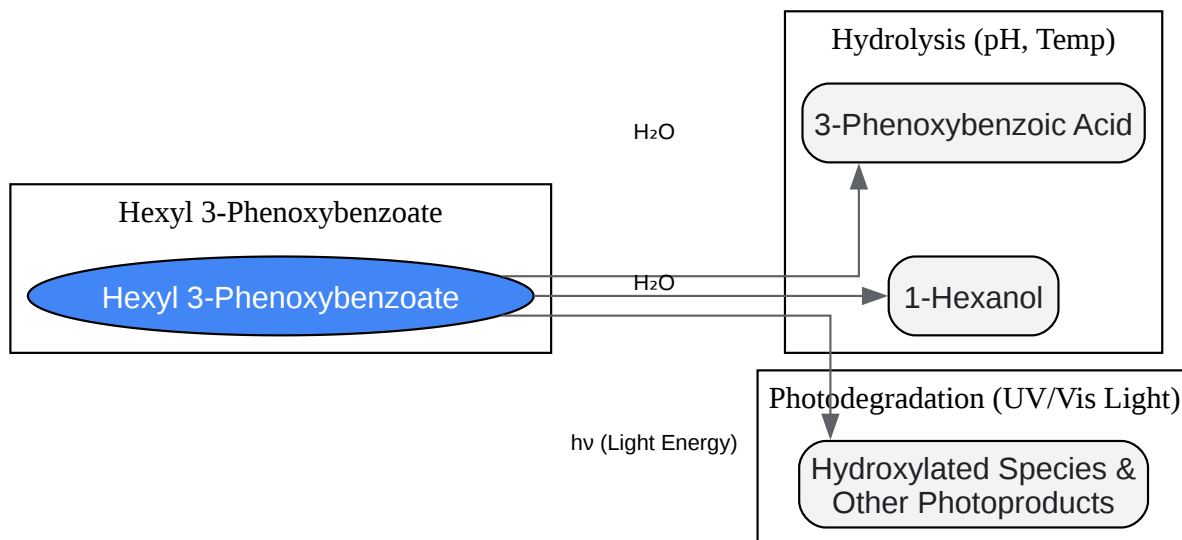 Hydrolysis (pH, Temp)
3-Phenoxybenzoic Acid
H₂O
Hexyl 3-Phenoxybenzoate
Hexyl 3-Phenoxybenzoate
H₂O
1-Hexanol
Photodegradation (UV/Vis Light)
hν (Light Energy)
Hydroxylated Species &
Other Photoproducts